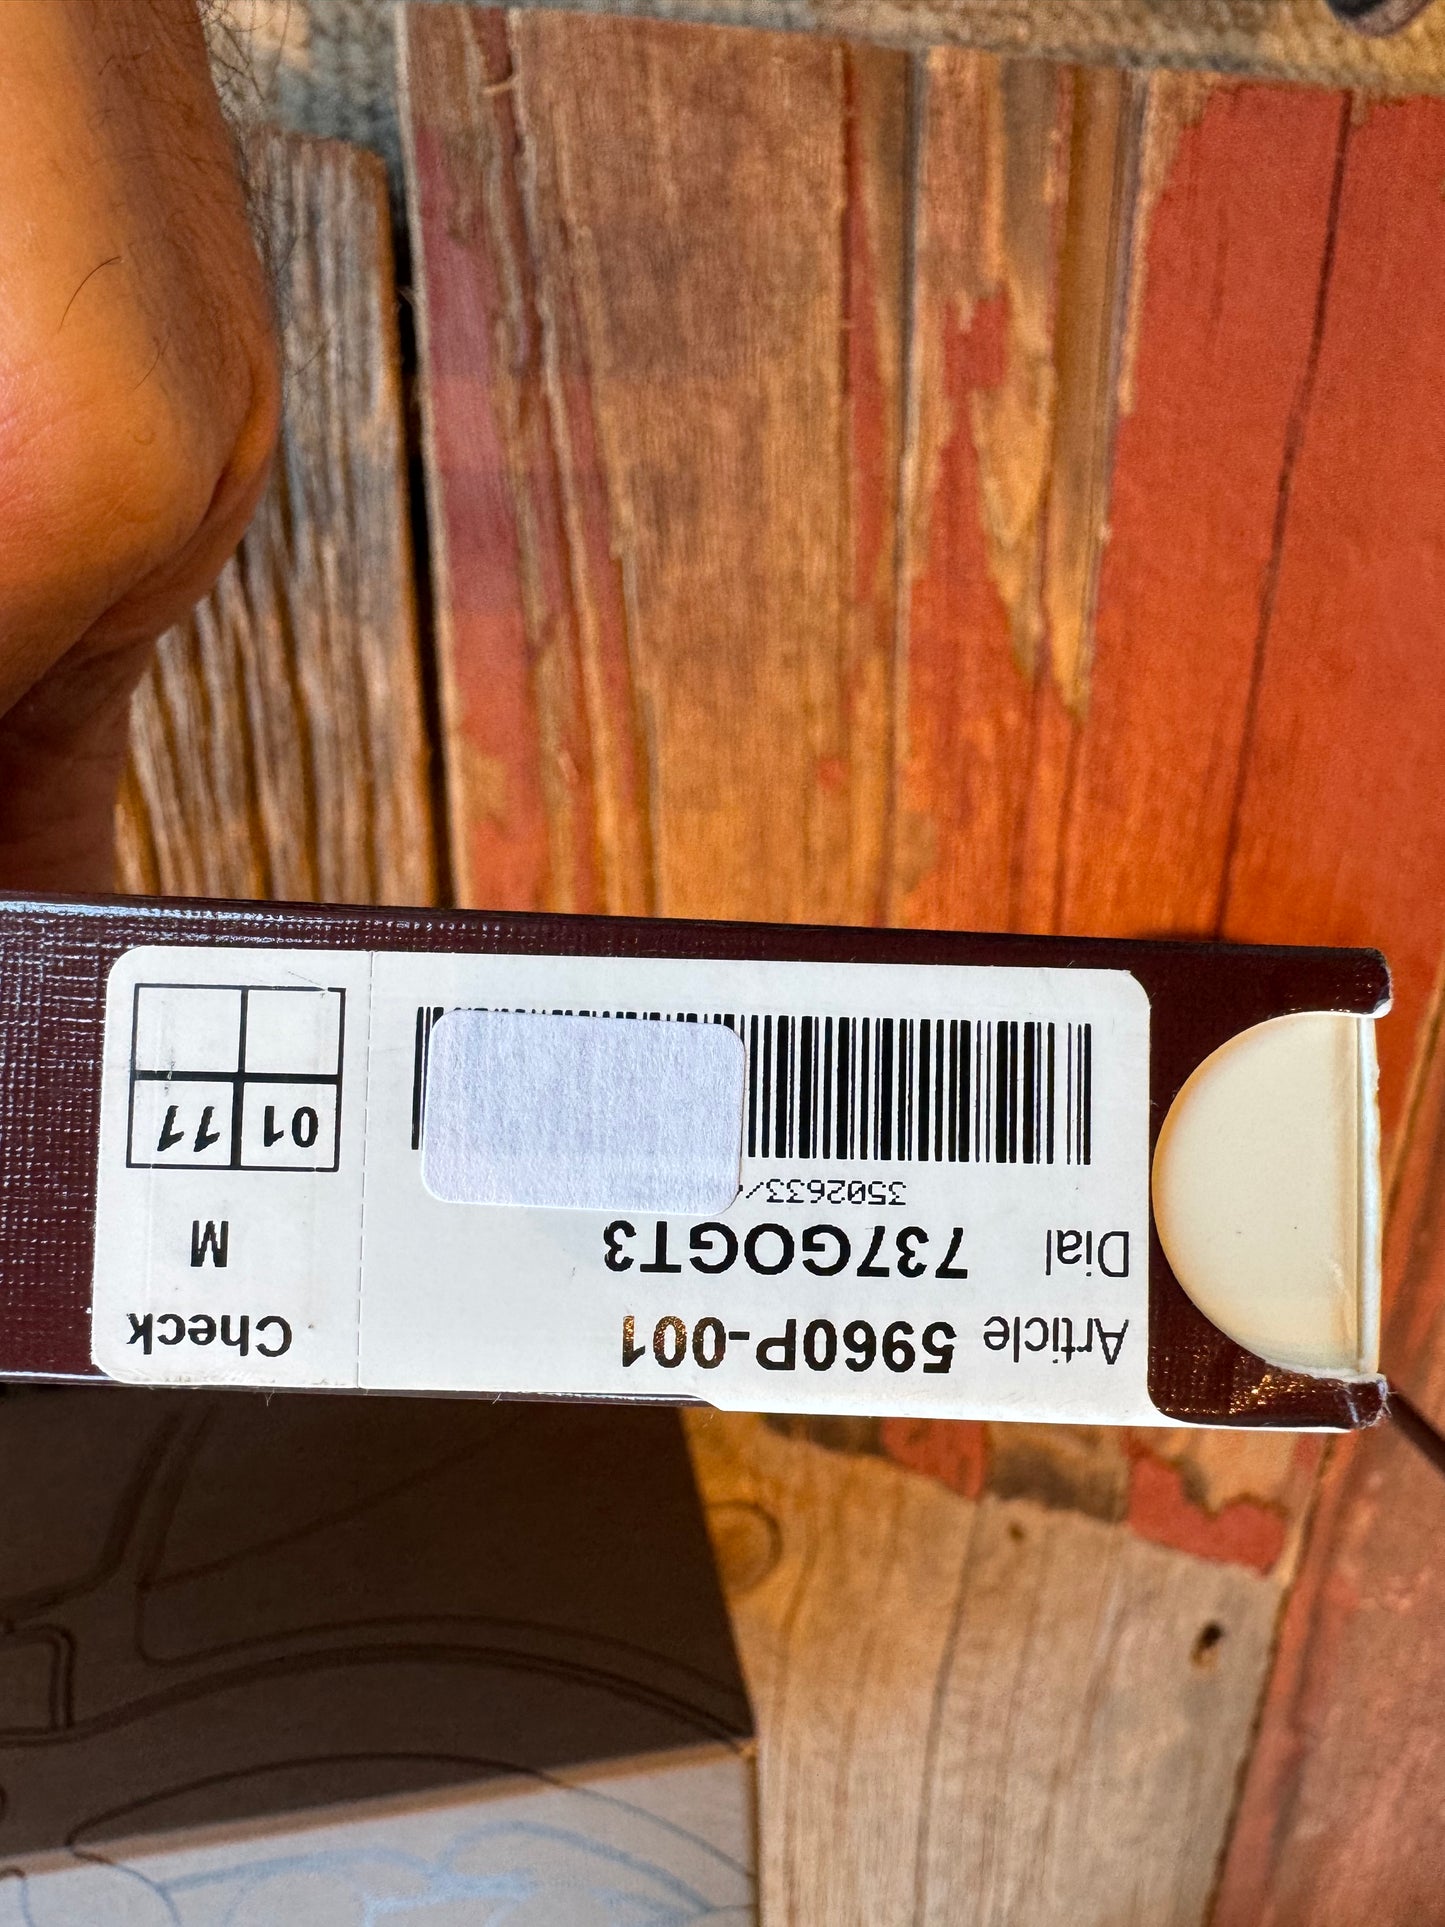 Article 5960P-001
Dial 737GOGT3
3502633
Check
M
01 11